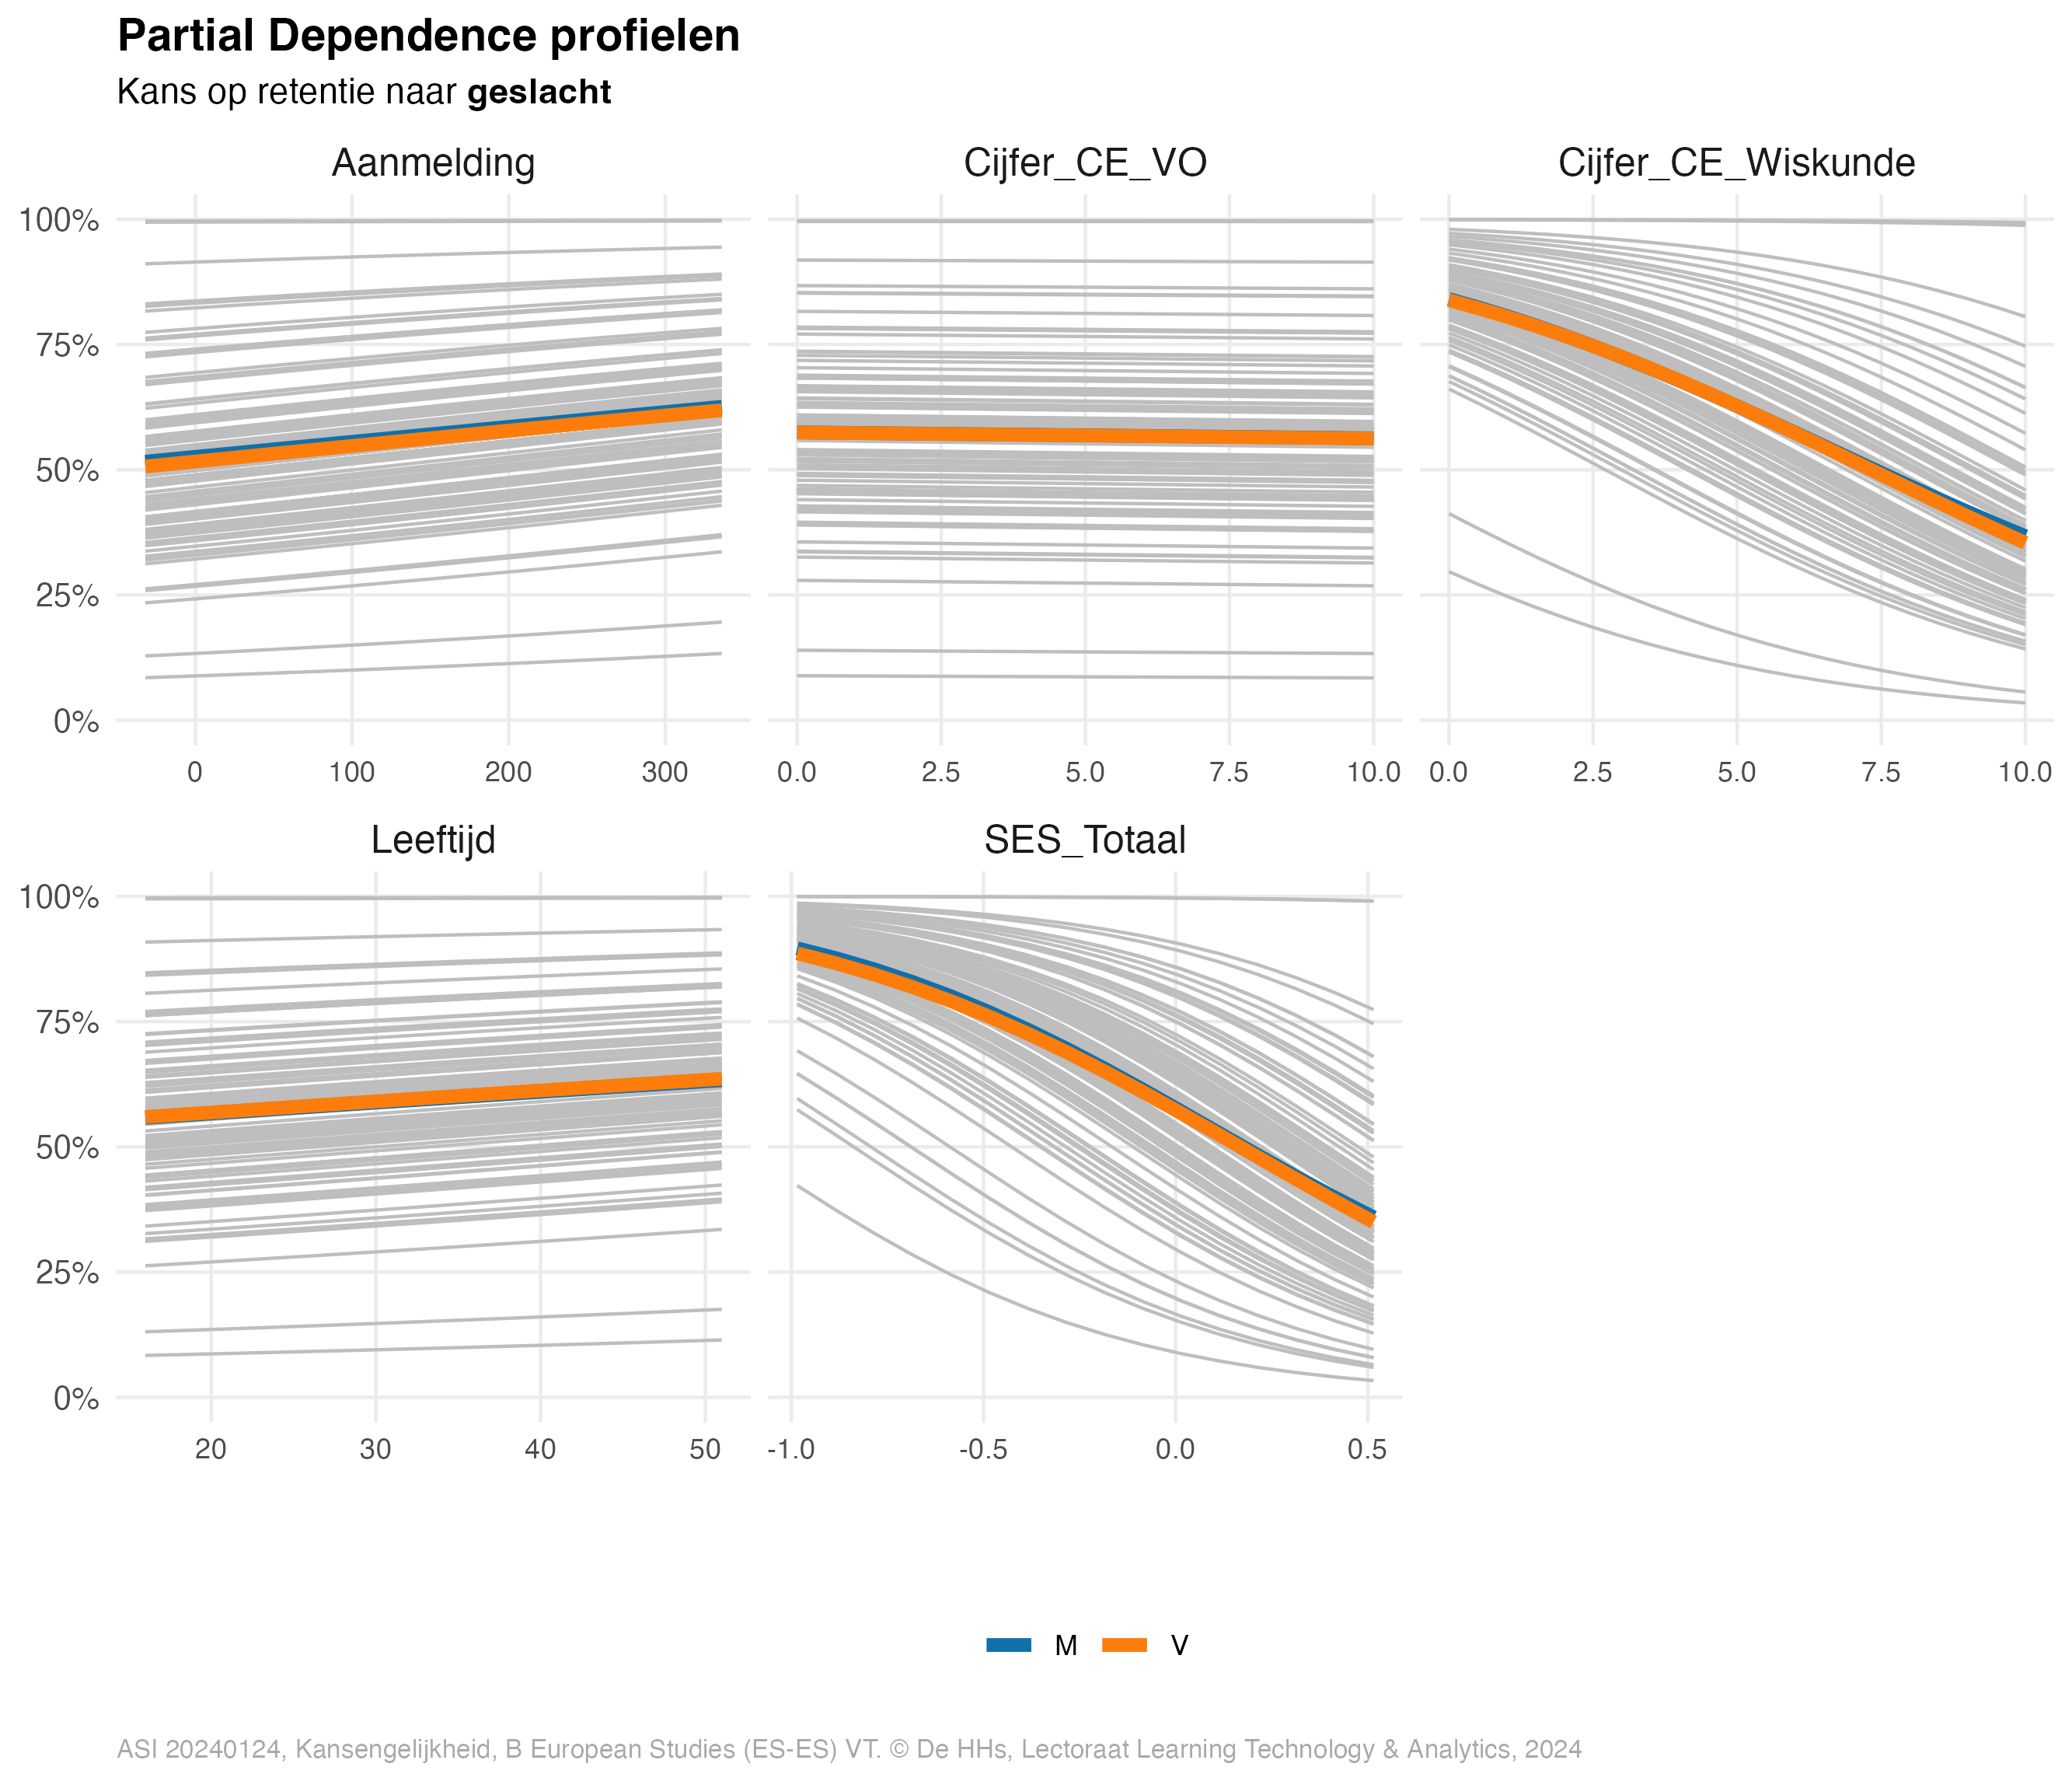 Partial Dependence profielen
Kans op retentie naar geslacht
Aanmelding
Cijfer_CE_VO
Cijfer_CE_Wiskunde
100%
75%
50%
25%
0%
0 100 200 300
0.0 2.5 5.0 7.5 10.0
0.0 2.5 5.0 7.5 10.0
Leeftijd
SES_Totaal
100%
75%
50%
25%
0%
20 30 40 50
-1.0 -0.5 0.0 0.5
M V
ASI 20240124, Kansengelijkheid, B European Studies (ES-ES) VT. © De HHs, Lectoraat Learning Technology & Analytics, 2024